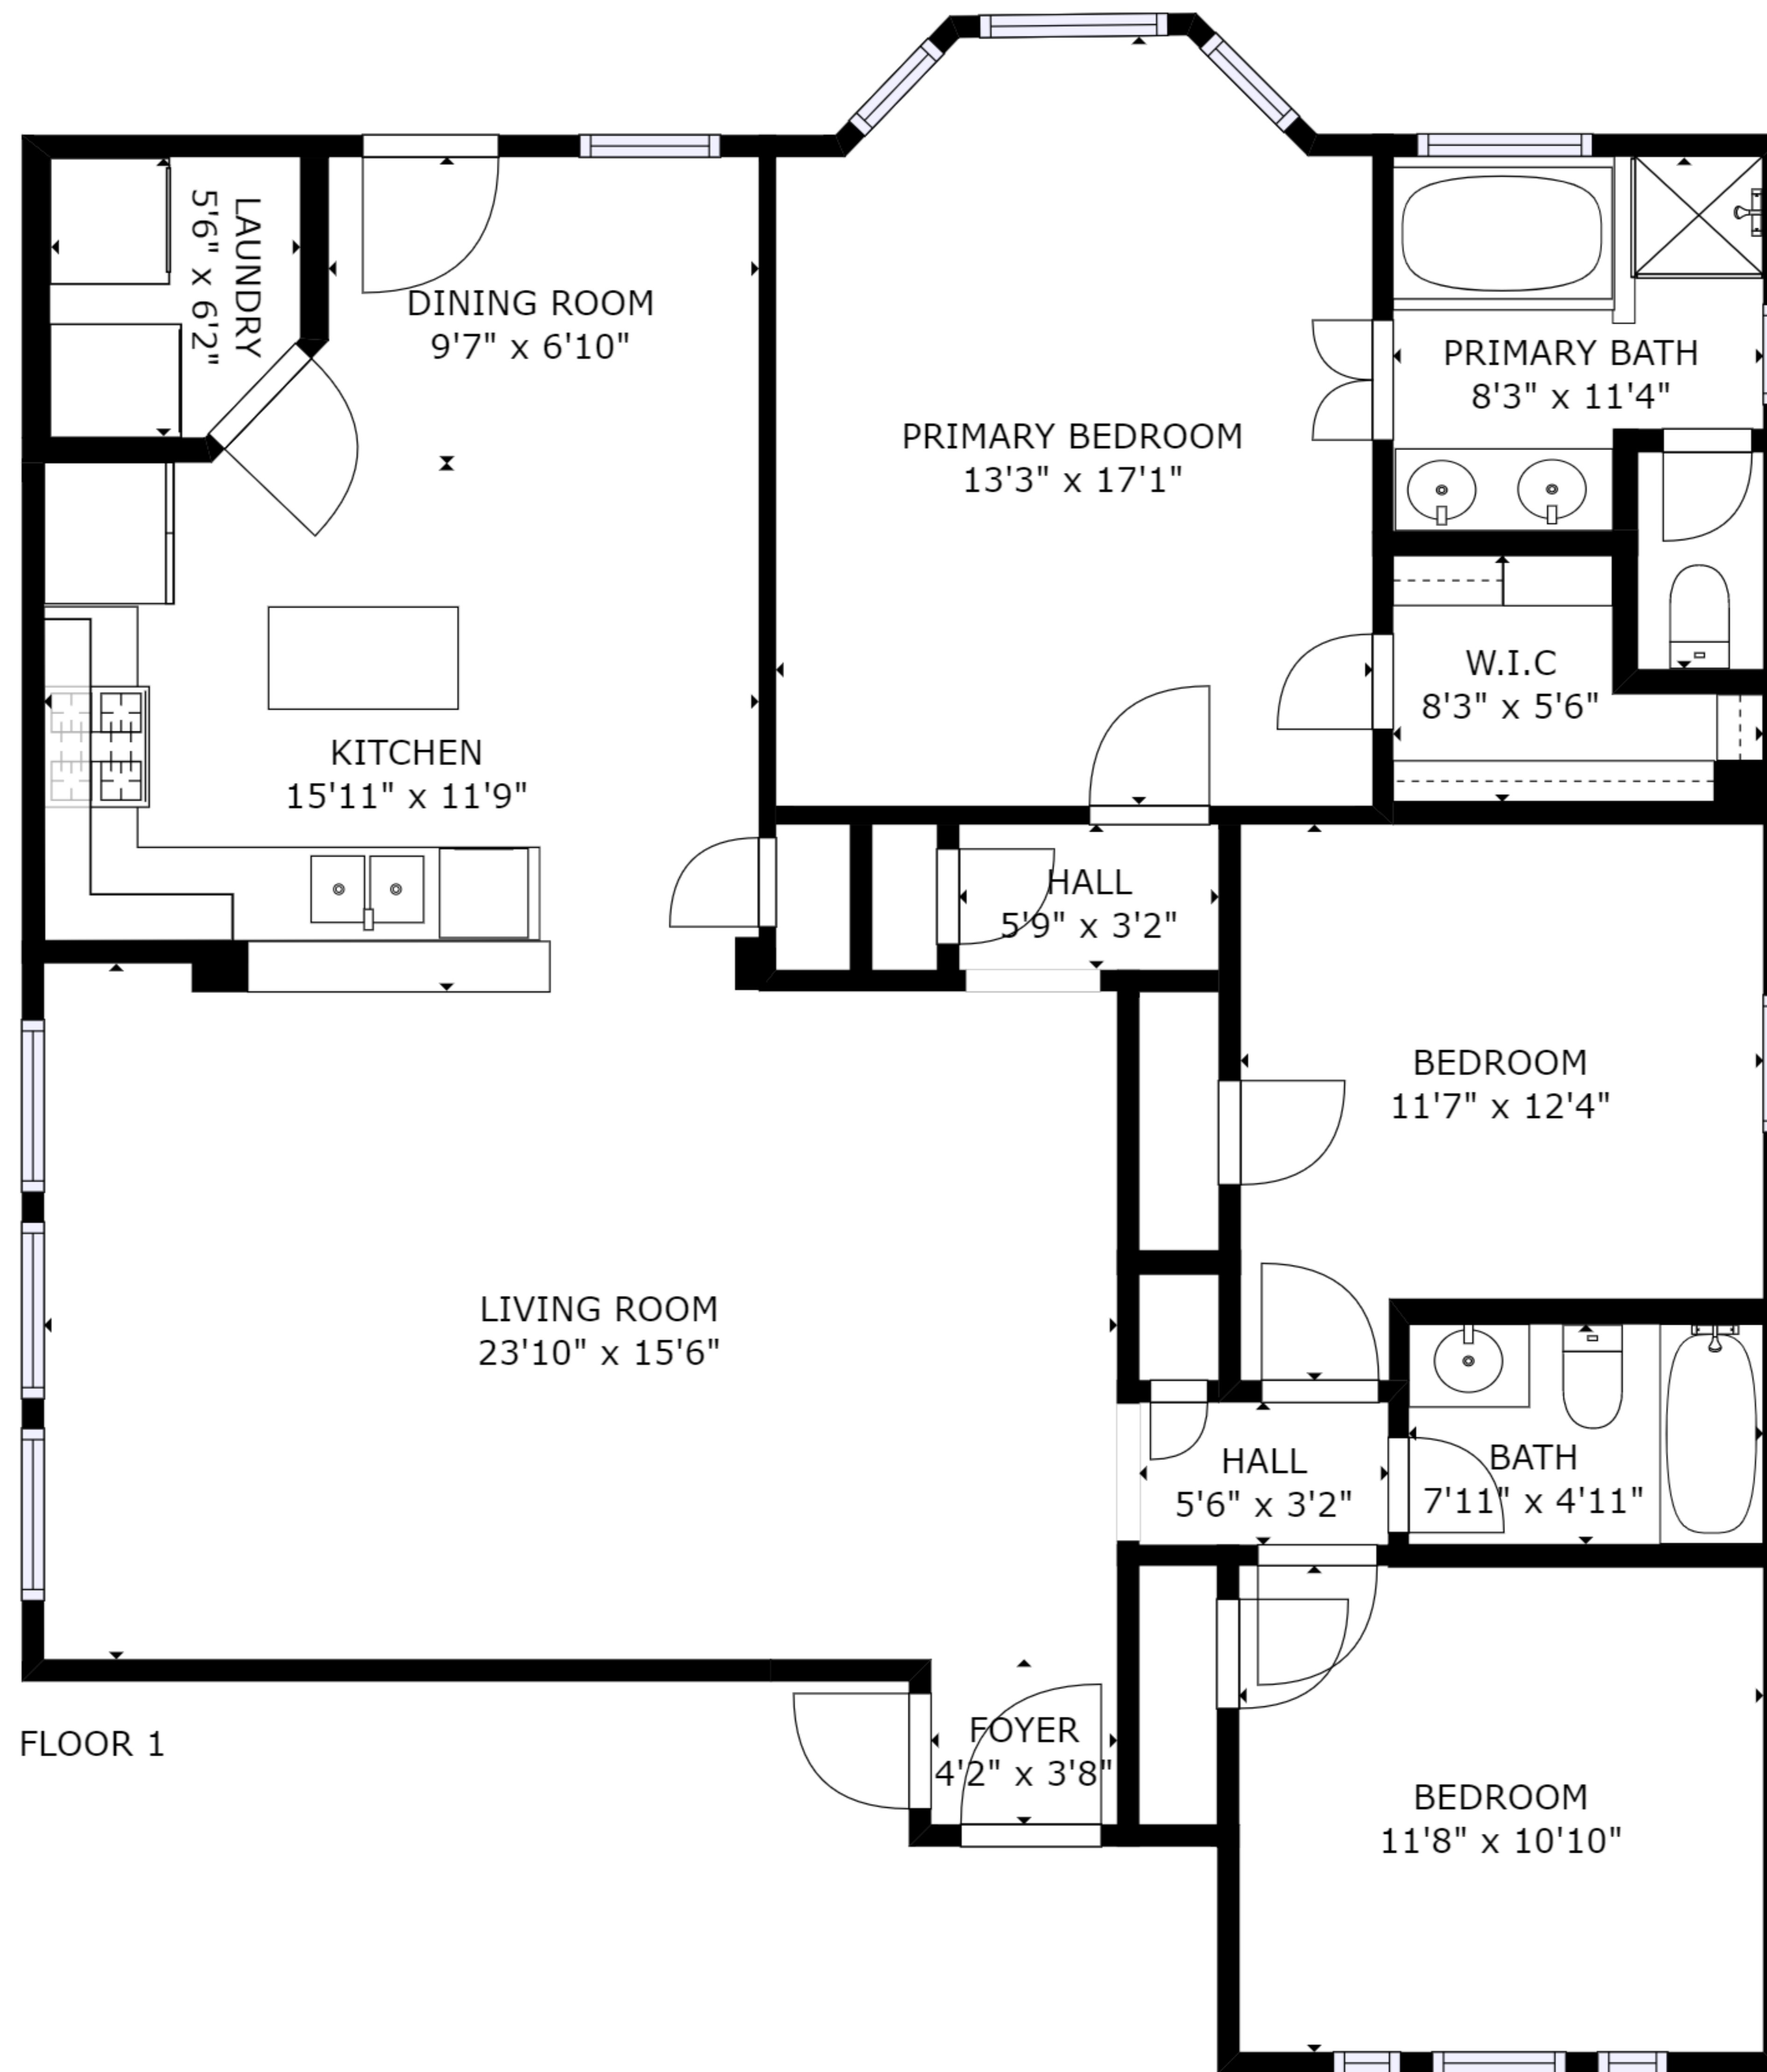 LAUNDRY
5'6" x 6'2"
DINING ROOM
9'7" x 6'10"
PRIMARY BEDROOM
13'3" x 17'1"
PRIMARY BATH
8'3" x 11'4"
W.I.C
8'3" x 5'6"
KITCHEN
15'11" x 11'9"
HALL
5'9" x 3'2"
BEDROOM
11'7" x 12'4"
LIVING ROOM
23'10" x 15'6"
HALL
5'6" x 3'2"
BATH
7'11" x 4'11"
FLOOR 1
FOYER
4'2" x 3'8"
BEDROOM
11'8" x 10'10"